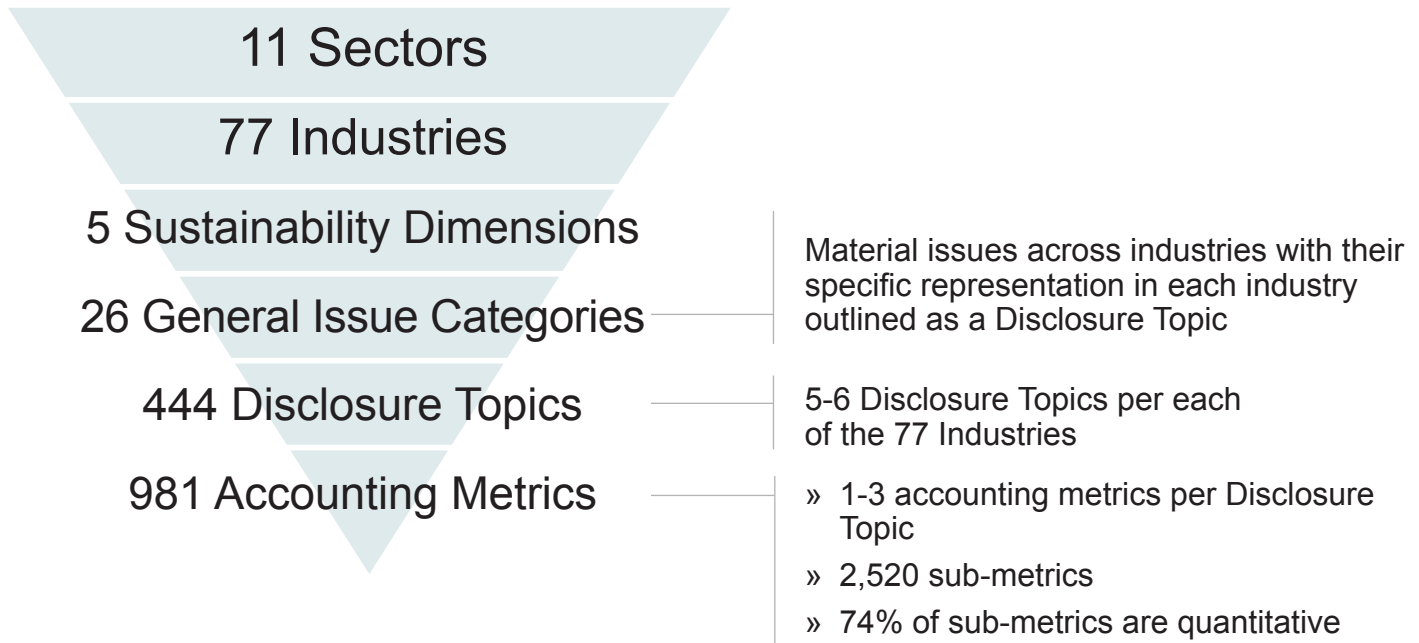 11 Sectors
77 Industries
5 Sustainability Dimensions
26 General Issue Categories
Material issues across industries with their
specific representation in each industry
outlined as a Disclosure Topic
444 Disclosure Topics
5-6 Disclosure Topics per each
of the 77 Industries
981 Accounting Metrics
» 1-3 accounting metrics per Disclosure
Topic
» 2,520 sub-metrics
» 74% of sub-metrics are quantitative